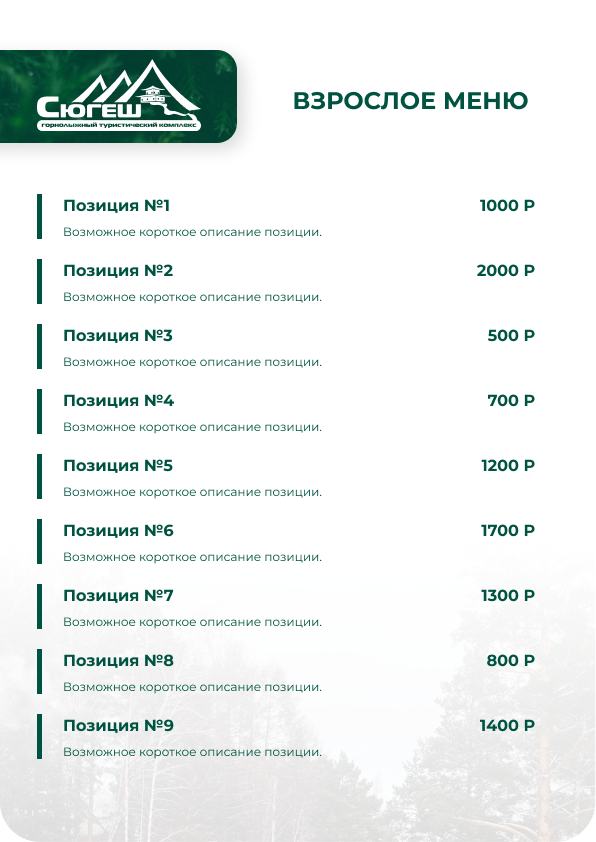 Сюгеш
горнолыжный туристический комплекс
ВЗРОСЛОЕ МЕНЮ
Позиция №1 1000 Р
Возможное короткое описание позиции.
Позиция №2 2000 Р
Возможное короткое описание позиции.
Позиция №3 500 Р
Возможное короткое описание позиции.
Позиция №4 700 Р
Возможное короткое описание позиции.
Позиция №5 1200 Р
Возможное короткое описание позиции.
Позиция №6 1700 Р
Возможное короткое описание позиции.
Позиция №7 1300 Р
Возможное короткое описание позиции.
Позиция №8 800 Р
Возможное короткое описание позиции.
Позиция №9 1400 Р
Возможное короткое описание позиции.